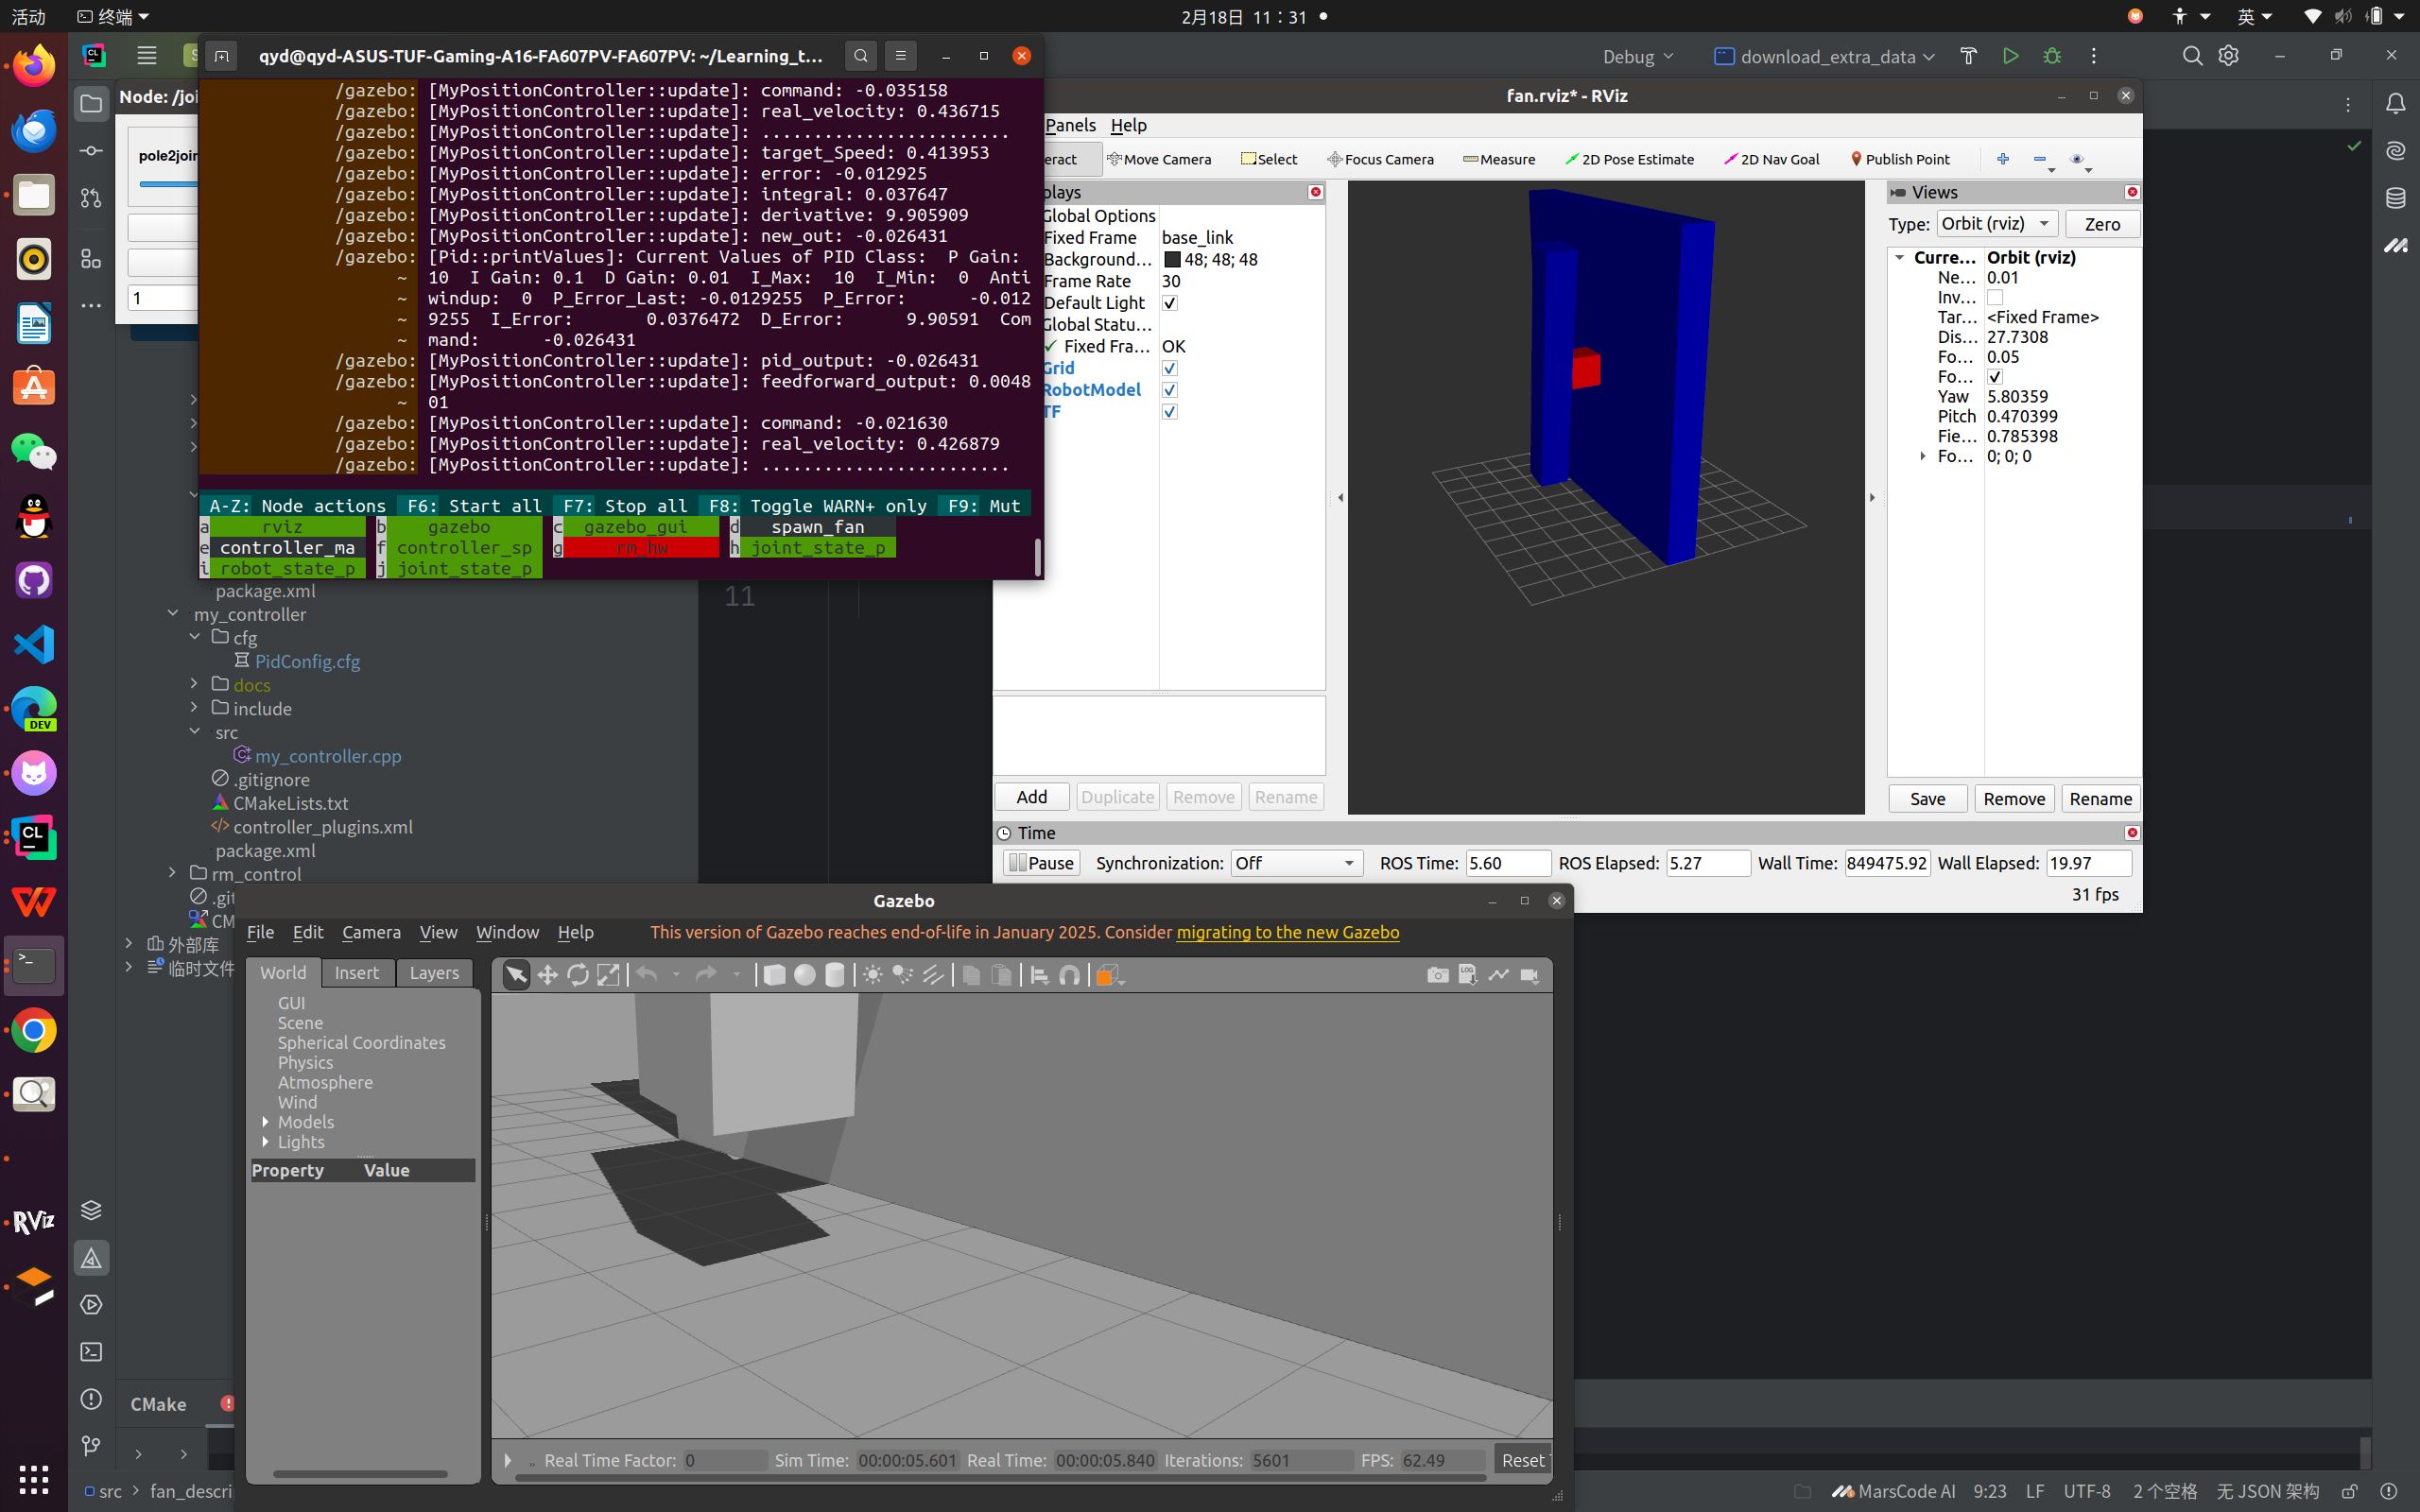 活动
终端
2月18日 11：31
英
qyd@qyd-ASUS-TUF-Gaming-A16-FA607PV-FA607PV: ~/Learning_t...
/gazebo: [MyPositionController::update]: command: -0.035158
/gazebo: [MyPositionController::update]: real_velocity: 0.436715
/gazebo: [MyPositionController::update]: ........................
/gazebo: [MyPositionController::update]: target_Speed: 0.413953
/gazebo: [MyPositionController::update]: error: -0.012925
/gazebo: [MyPositionController::update]: integral: 0.037647
/gazebo: [MyPositionController::update]: derivative: 9.905909
/gazebo: [MyPositionController::update]: new_out: -0.026431
/gazebo: [Pid::printValues]: Current Values of PID Class:  P Gain:
~ 10  I Gain: 0.1  D Gain: 0.01  I_Max:  10  I_Min:  0  Anti
~ windup:  0  P_Error_Last: -0.0129255  P_Error:      -0.012
~ 9255  I_Error:       0.0376472  D_Error:       9.90591  Com
~ mand:      -0.026431
/gazebo: [MyPositionController::update]: pid_output: -0.026431
/gazebo: [MyPositionController::update]: feedforward_output: 0.0048
~ 01
/gazebo: [MyPositionController::update]: command: -0.021630
/gazebo: [MyPositionController::update]: real_velocity: 0.426879
/gazebo: [MyPositionController::update]: ........................
A-Z: Node actions  F6: Start all  F7: Stop all  F8: Toggle WARN+ only  F9: Mut
a rviz b gazebo c gazebo_gui d spawn_fan
e controller_ma f controller_sp g rm_hw h joint_state_p
i robot_state_p j joint_state_p
Node: /joi
pole2join
1
Debug
download_extra_data
fan.rviz* - RViz
Panels Help
eract Move Camera Select Focus Camera Measure 2D Pose Estimate 2D Nav Goal Publish Point
plays
Global Options
Fixed Frame base_link
Background... 48; 48; 48
Frame Rate 30
Default Light
Global Statu...
Fixed Fra... OK
Grid
RobotModel
TF
Add Duplicate Remove Rename
Views
Type: Orbit (rviz) Zero
Curre... Orbit (rviz)
Ne... 0.01
Inv...
Tar... <Fixed Frame>
Dis... 27.7308
Fo... 0.05
Fo...
Yaw 5.80359
Pitch 0.470399
Fie... 0.785398
Fo... 0; 0; 0
Save Remove Rename
Time
Pause Synchronization: Off ROS Time: 5.60 ROS Elapsed: 5.27 Wall Time: 849475.92 Wall Elapsed: 19.97
31 fps
11
package.xml
my_controller
cfg
PidConfig.cfg
docs
include
src
my_controller.cpp
.gitignore
CMakeLists.txt
controller_plugins.xml
package.xml
rm_control
.git
CM
外部库
临时文件
Gazebo
File Edit Camera View Window Help
This version of Gazebo reaches end-of-life in January 2025. Consider migrating to the new Gazebo
World Insert Layers
GUI
Scene
Spherical Coordinates
Physics
Atmosphere
Wind
Models
Lights
Property Value
LOG
Real Time Factor: 0 Sim Time: 00:00:05.601 Real Time: 00:00:05.840 Iterations: 5601 FPS: 62.49 Reset
CMake
src > fan_descri
MarsCode AI 9:23 LF UTF-8 2 个空格 无 JSON 架构
DEV
CL
CL
RViz